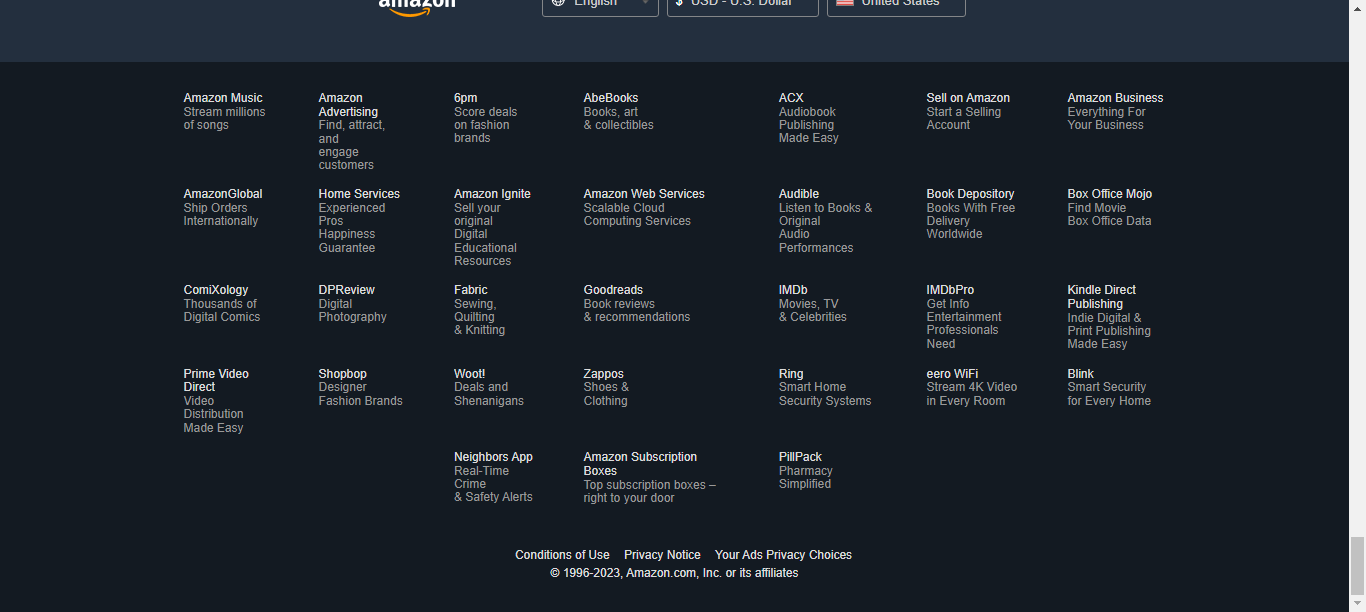 amazon
English
$ USD - U.S. Dollar
United States
Amazon Music
Stream millions
of songs
Amazon
Advertising
Find, attract,
and
engage
customers
6pm
Score deals
on fashion
brands
AbeBooks
Books, art
& collectibles
ACX
Audiobook
Publishing
Made Easy
Sell on Amazon
Start a Selling
Account
Amazon Business
Everything For
Your Business
AmazonGlobal
Ship Orders
Internationally
Home Services
Experienced
Pros
Happiness
Guarantee
Amazon Ignite
Sell your
original
Digital
Educational
Resources
Amazon Web Services
Scalable Cloud
Computing Services
Audible
Listen to Books &
Original
Audio
Performances
Book Depository
Books With Free
Delivery
Worldwide
Box Office Mojo
Find Movie
Box Office Data
ComiXology
Thousands of
Digital Comics
DPReview
Digital
Photography
Fabric
Sewing,
Quilting
& Knitting
Goodreads
Book reviews
& recommendations
IMDb
Movies, TV
& Celebrities
IMDbPro
Get Info
Entertainment
Professionals
Need
Kindle Direct
Publishing
Indie Digital &
Print Publishing
Made Easy
Prime Video
Direct
Video
Distribution
Made Easy
Shopbop
Designer
Fashion Brands
Woot!
Deals and
Shenanigans
Zappos
Shoes &
Clothing
Ring
Smart Home
Security Systems
eero WiFi
Stream 4K Video
in Every Room
Blink
Smart Security
for Every Home
Neighbors App
Real-Time
Crime
& Safety Alerts
Amazon Subscription
Boxes
Top subscription boxes –
right to your door
PillPack
Pharmacy
Simplified
Conditions of Use Privacy Notice Your Ads Privacy Choices
© 1996-2023, Amazon.com, Inc. or its affiliates